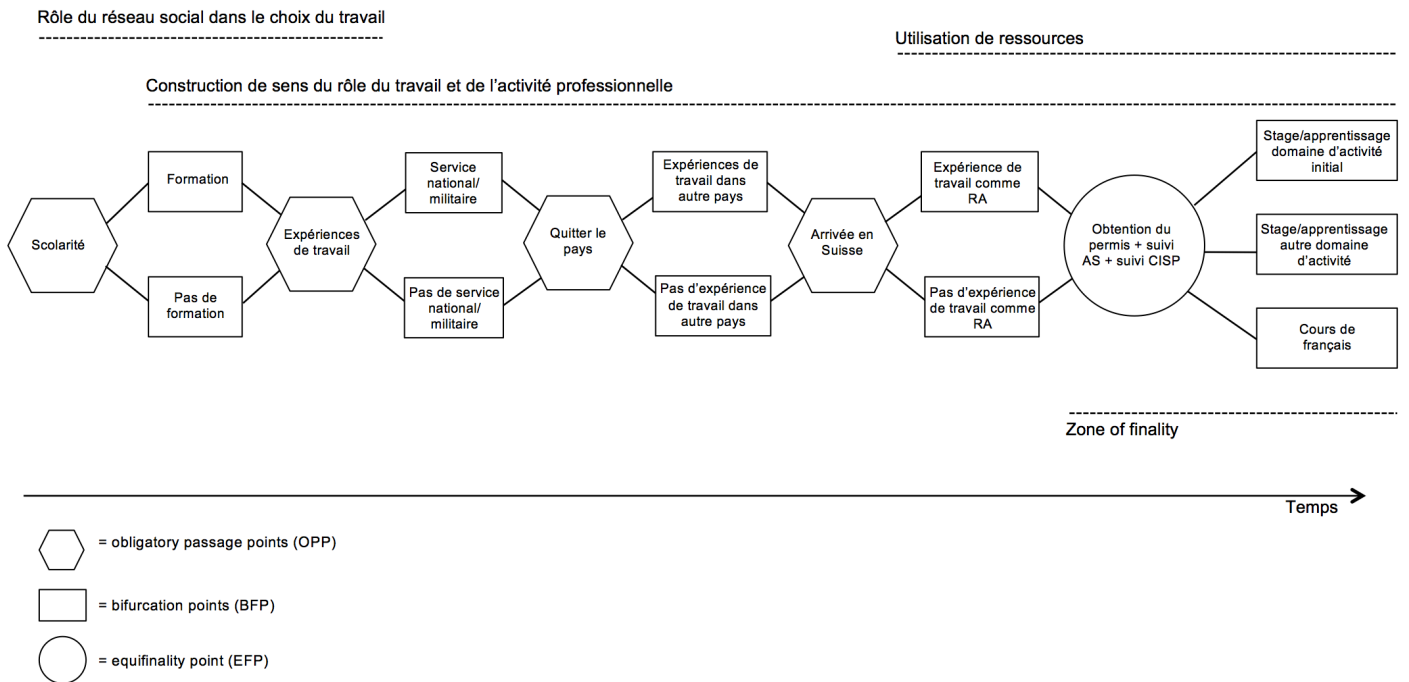 Rôle du réseau social dans le choix du travail
Utilisation de ressources
Construction de sens du rôle du travail et de l'activité professionnelle
Scolarité
Formation
Pas de
formation
Expériences
de travail
Service
national/
militaire
Pas de service
national/
militaire
Quitter le
pays
Expériences de
travail dans
autre pays
Pas d'expérience
de travail dans
autre pays
Arrivée en
Suisse
Expérience de
travail comme
RA
Pas d'expérience
de travail comme
RA
Obtention du
permis + suivi
AS + suivi CISP
Stage/apprentissage
domaine d'activité
initial
Stage/apprentissage
autre domaine
d'activité
Cours de
français
Zone of finality
Temps
= obligatory passage points (OPP)
= bifurcation points (BFP)
= equifinality point (EFP)